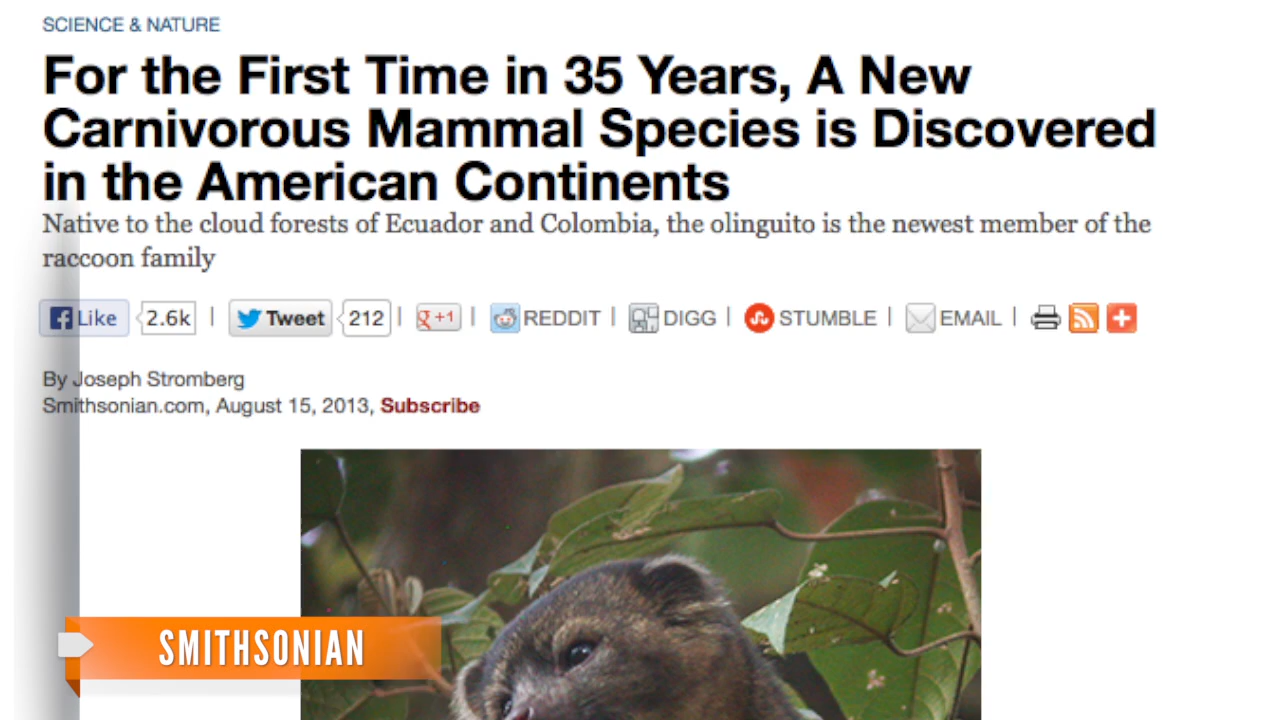 SCIENCE & NATURE
For the First Time in 35 Years, A New
Carnivorous Mammal Species is Discovered
in the American Continents
Native to the cloud forests of Ecuador and Colombia, the olinguito is the newest member of the
raccoon family
Like 2.6k | Tweet 212 | g +1 | REDDIT | DIGG | STUMBLE | EMAIL |
By Joseph Stromberg
Smithsonian.com, August 15, 2013, Subscribe
SMITHSONIAN